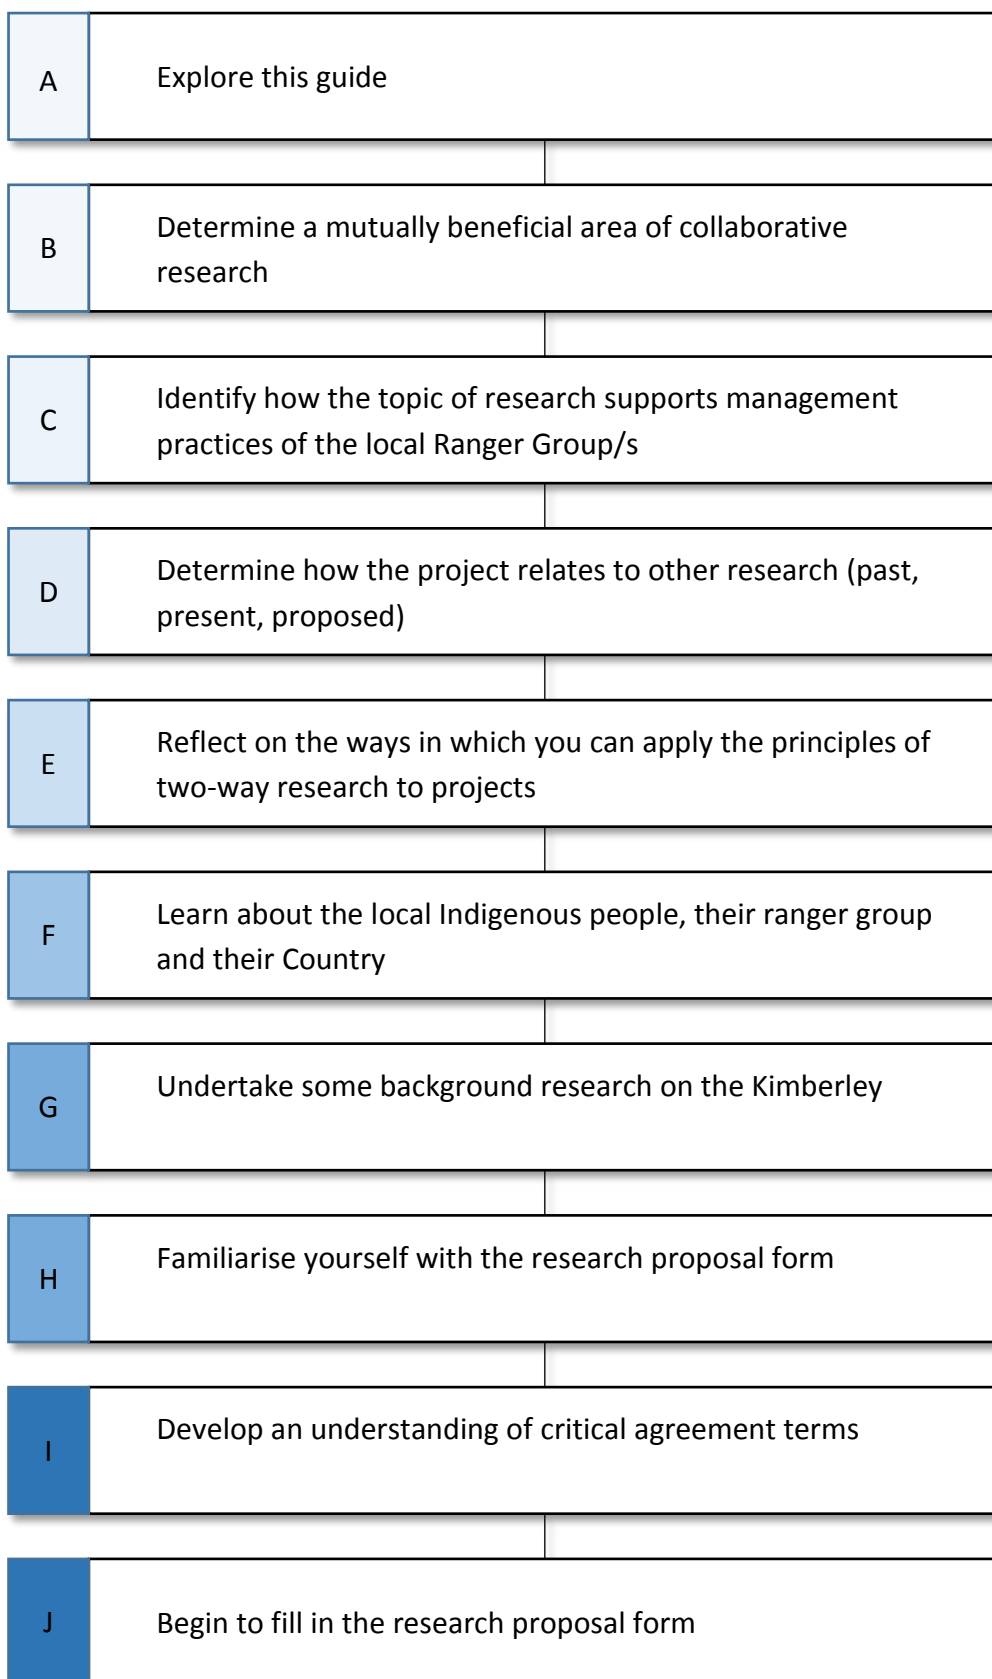 A
Explore this guide
B
Determine a mutually beneficial area of collaborative
research
C
Identify how the topic of research supports management
practices of the local Ranger Group/s
D
Determine how the project relates to other research (past,
present, proposed)
E
Reflect on the ways in which you can apply the principles of
two-way research to projects
F
Learn about the local Indigenous people, their ranger group
and their Country
G
Undertake some background research on the Kimberley
H
Familiarise yourself with the research proposal form
I
Develop an understanding of critical agreement terms
J
Begin to fill in the research proposal form